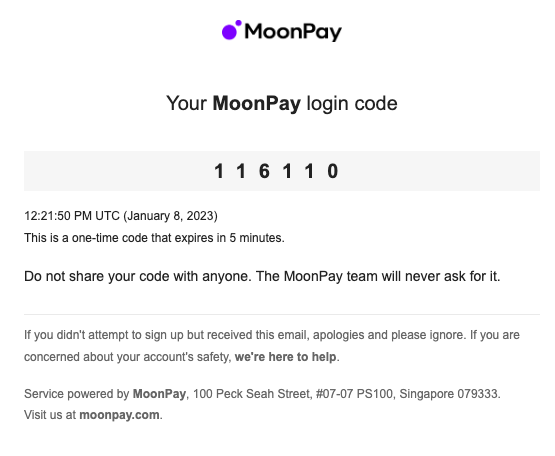 MoonPay
Your MoonPay login code
1 1 6 1 1 0
12:21:50 PM UTC (January 8, 2023)
This is a one-time code that expires in 5 minutes.
Do not share your code with anyone. The MoonPay team will never ask for it.
If you didn't attempt to sign up but received this email, apologies and please ignore. If you are
concerned about your account's safety, we're here to help.
Service powered by MoonPay, 100 Peck Seah Street, #07-07 PS100, Singapore 079333.
Visit us at moonpay.com.